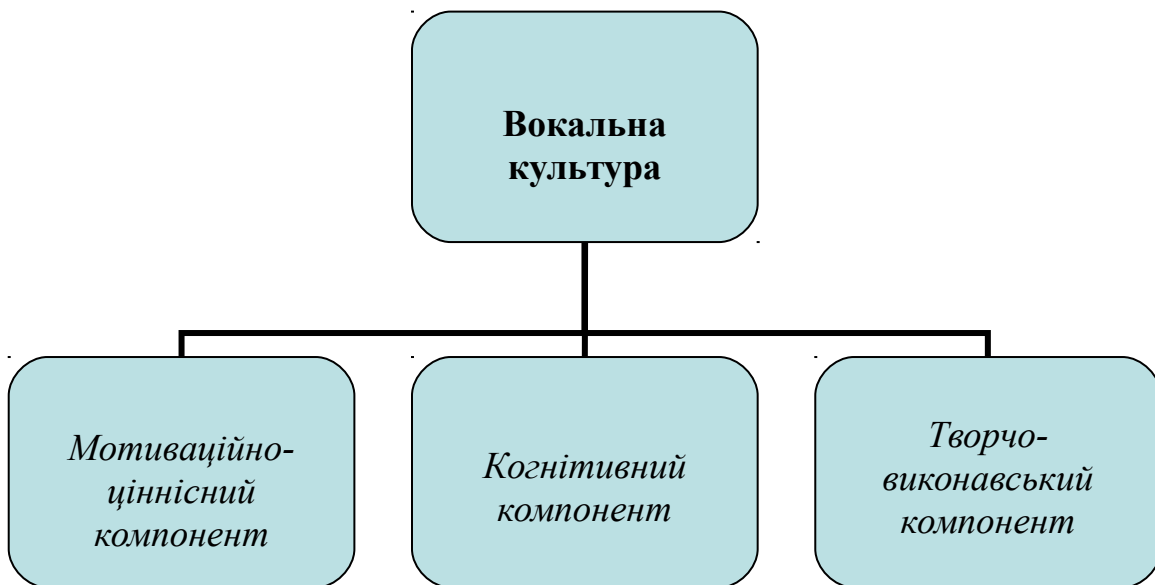 Вокальна
культура
Мотиваційно-
ціннісний
компонент
Когнітивний
компонент
Творчо-
виконавський
компонент